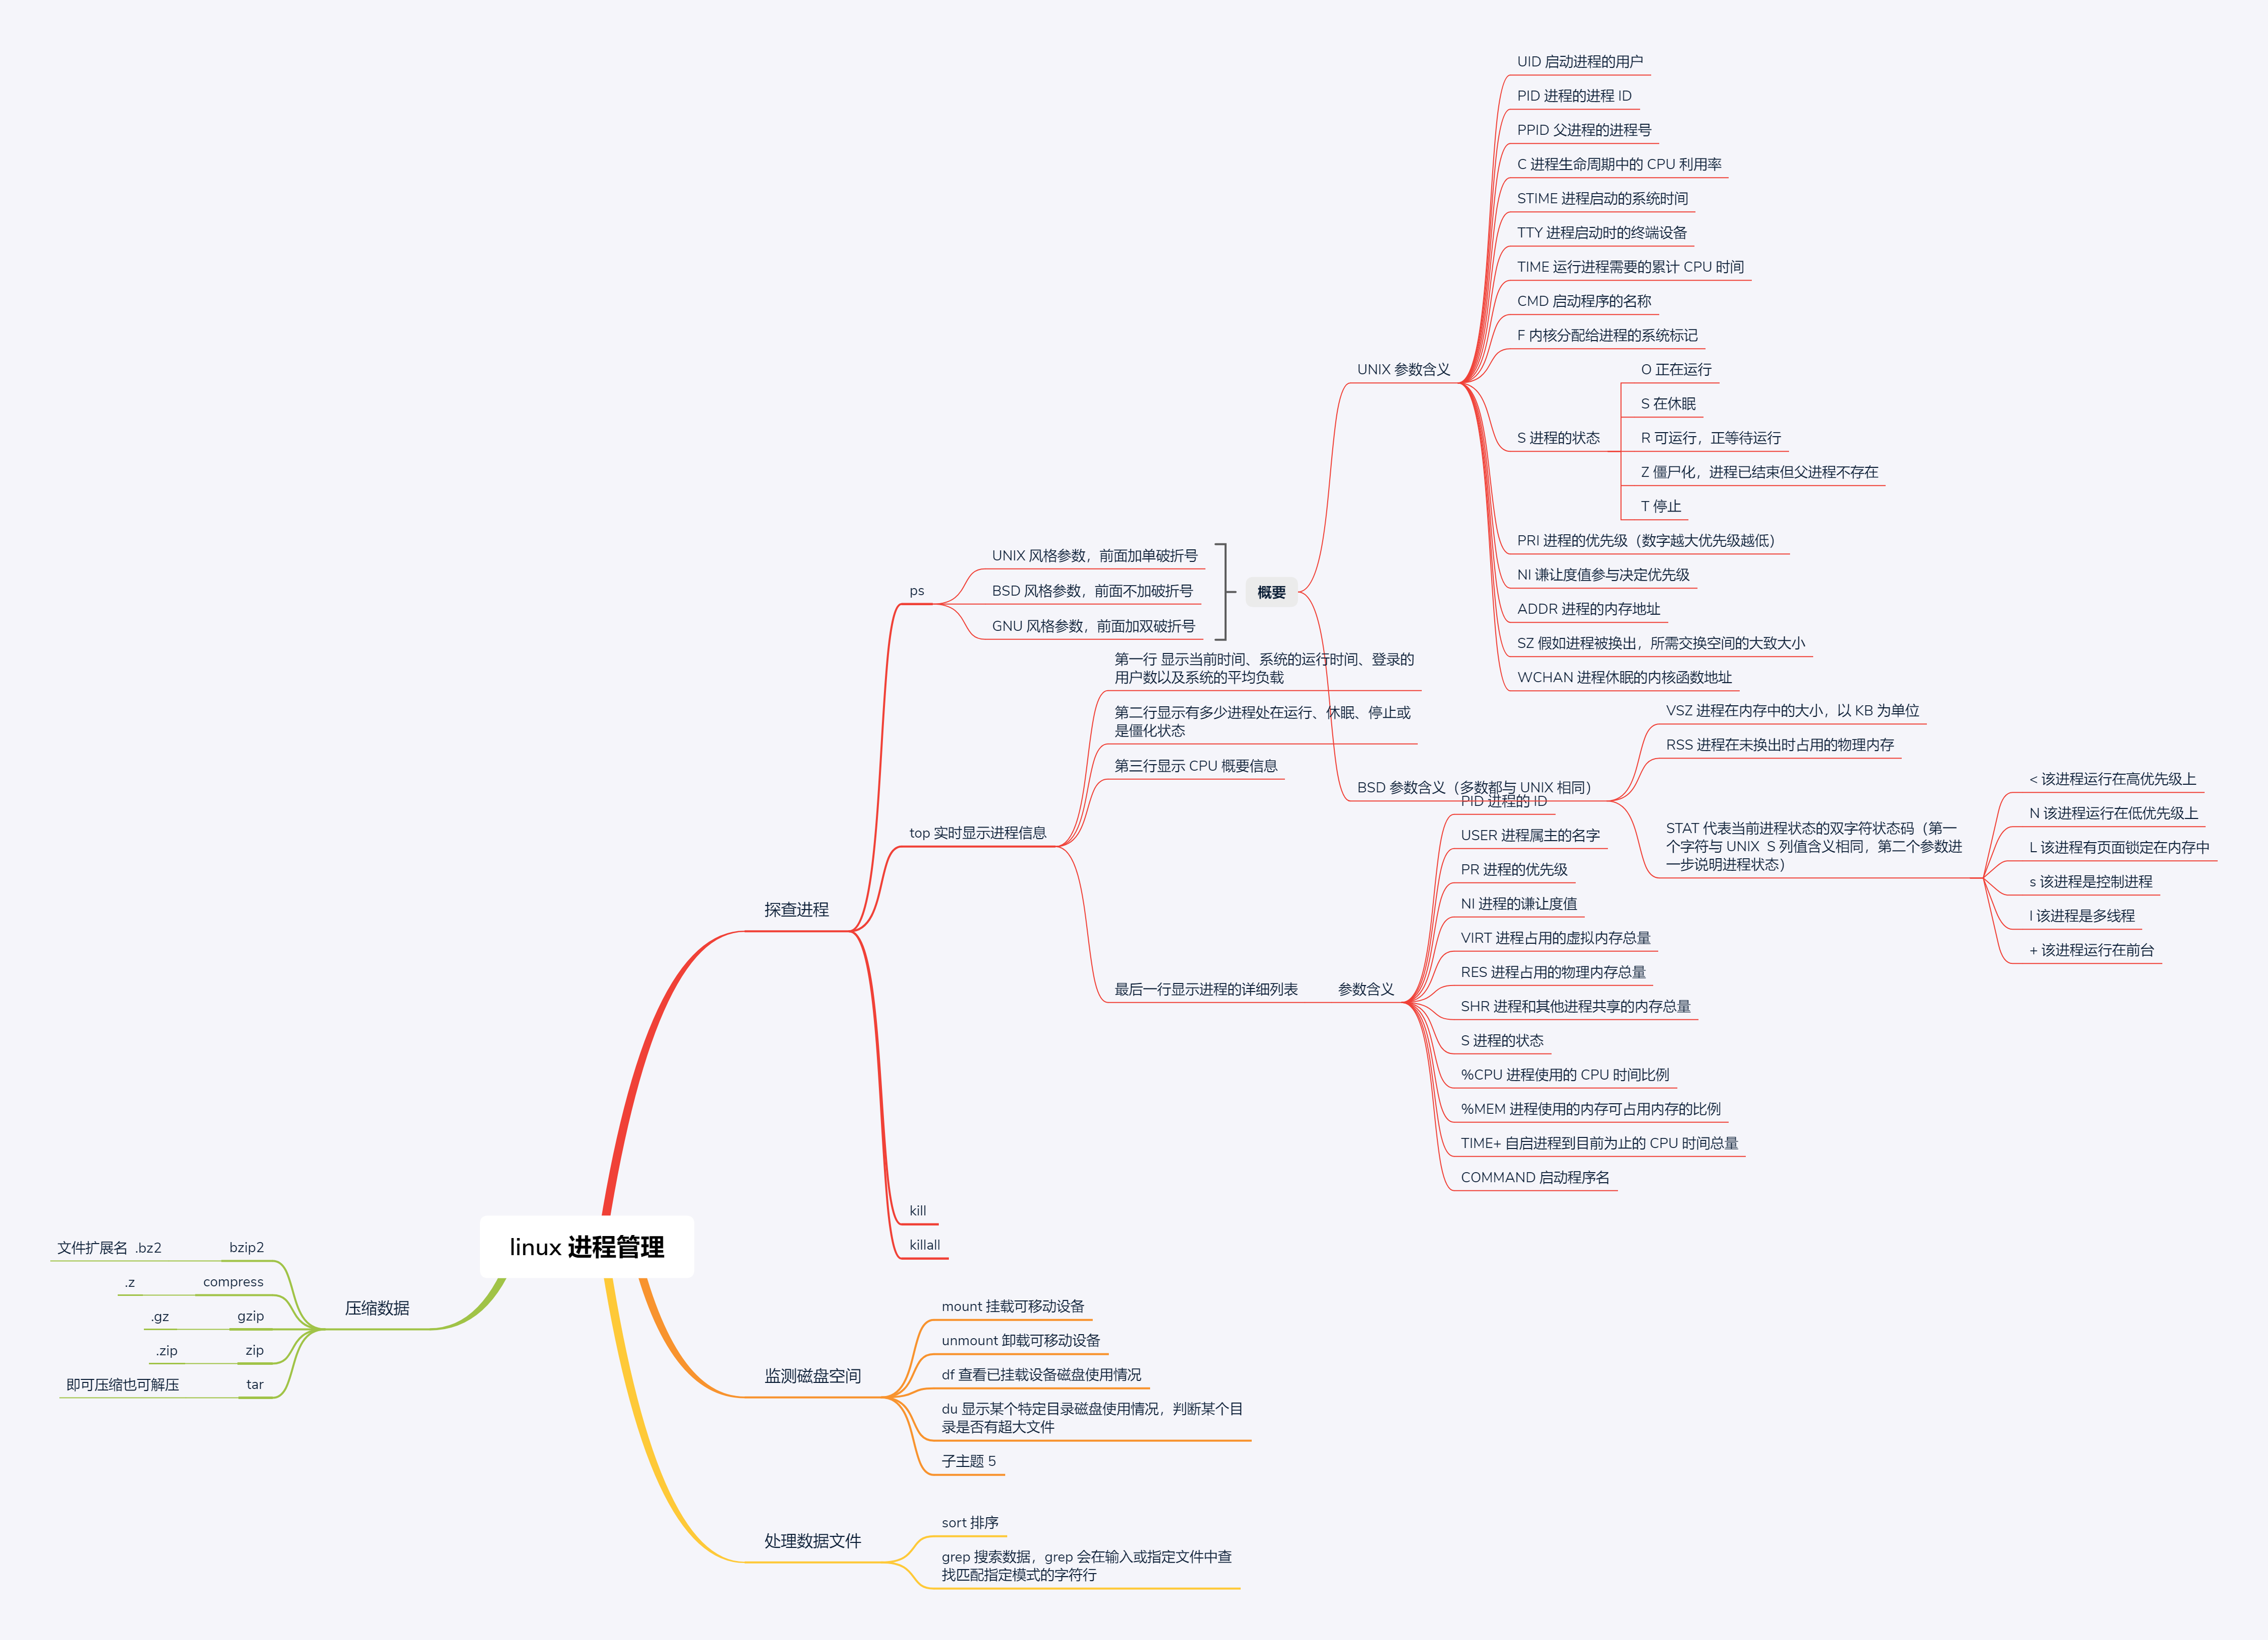 linux 进程管理
探查进程
ps
UNIX 风格参数，前面加单破折号
BSD 风格参数，前面不加破折号
GNU 风格参数，前面加双破折号
概要
UNIX 参数含义
UID 启动进程的用户
PID 进程的进程 ID
PPID 父进程的进程号
C 进程生命周期中的 CPU 利用率
STIME 进程启动的系统时间
TTY 进程启动时的终端设备
TIME 运行进程需要的累计 CPU 时间
CMD 启动程序的名称
F 内核分配给进程的系统标记
S 进程的状态
O 正在运行
S 在休眠
R 可运行，正等待运行
Z 僵尸化，进程已结束但父进程不存在
T 停止
PRI 进程的优先级（数字越大优先级越低）
NI 谦让度值参与决定优先级
ADDR 进程的内存地址
SZ 假如进程被换出，所需交换空间的大致大小
WCHAN 进程休眠的内核函数地址
BSD 参数含义（多数都与 UNIX 相同）
VSZ 进程在内存中的大小，以 KB 为单位
RSS 进程在未换出时占用的物理内存
STAT 代表当前进程状态的双字符状态码（第一
个字符与 UNIX  S 列值含义相同，第二个参数进
一步说明进程状态）
< 该进程运行在高优先级上
N 该进程运行在低优先级上
L 该进程有页面锁定在内存中
s 该进程是控制进程
l 该进程是多线程
+ 该进程运行在前台
top 实时显示进程信息
第一行 显示当前时间、系统的运行时间、登录的
用户数以及系统的平均负载
第二行显示有多少进程处在运行、休眠、停止或
是僵化状态
第三行显示 CPU 概要信息
最后一行显示进程的详细列表
参数含义
PID 进程的 ID
USER 进程属主的名字
PR 进程的优先级
NI 进程的谦让度值
VIRT 进程占用的虚拟内存总量
RES 进程占用的物理内存总量
SHR 进程和其他进程共享的内存总量
S 进程的状态
%CPU 进程使用的 CPU 时间比例
%MEM 进程使用的内存可占用内存的比例
TIME+ 自启进程到目前为止的 CPU 时间总量
COMMAND 启动程序名
kill
killall
监测磁盘空间
mount 挂载可移动设备
unmount 卸载可移动设备
df 查看已挂载设备磁盘使用情况
du 显示某个特定目录磁盘使用情况，判断某个目
录是否有超大文件
子主题 5
处理数据文件
sort 排序
grep 搜索数据，grep 会在输入或指定文件中查
找匹配指定模式的字符行
压缩数据
bzip2
文件扩展名  .bz2
compress
.z
gzip
.gz
zip
.zip
tar
即可压缩也可解压